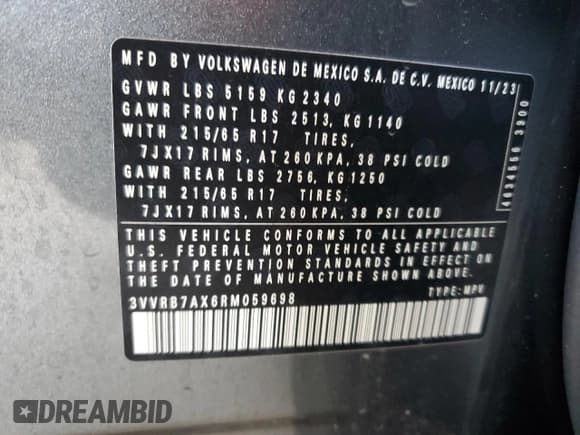 MFD BY VOLKSWAGEN DE MEXICO S.A. DE C.V. MEXICO 11/23
GVWR LBS 5159 KG 2340
GAWR FRONT LBS 2513, KG 1140
WITH 215/65 R17 TIRES,
7JX17 RIMS, AT 260 KPA, 38 PSI COLD
GAWR REAR LBS 2756, KG 1250
WITH 215/65 R17 TIRES,
7JX17 RIMS, AT 260 KPA, 38 PSI COLD
THIS VEHICLE CONFORMS TO ALL APPLICABLE
U.S. FEDERAL MOTOR VEHICLE SAFETY AND
THEFT PREVENTION STANDARDS IN EFFECT ON
DATE OF MANUFACTURE SHOWN ABOVE.
3VVRB7AX6RM059698 TYPE: MPV
3900
DREAMBID